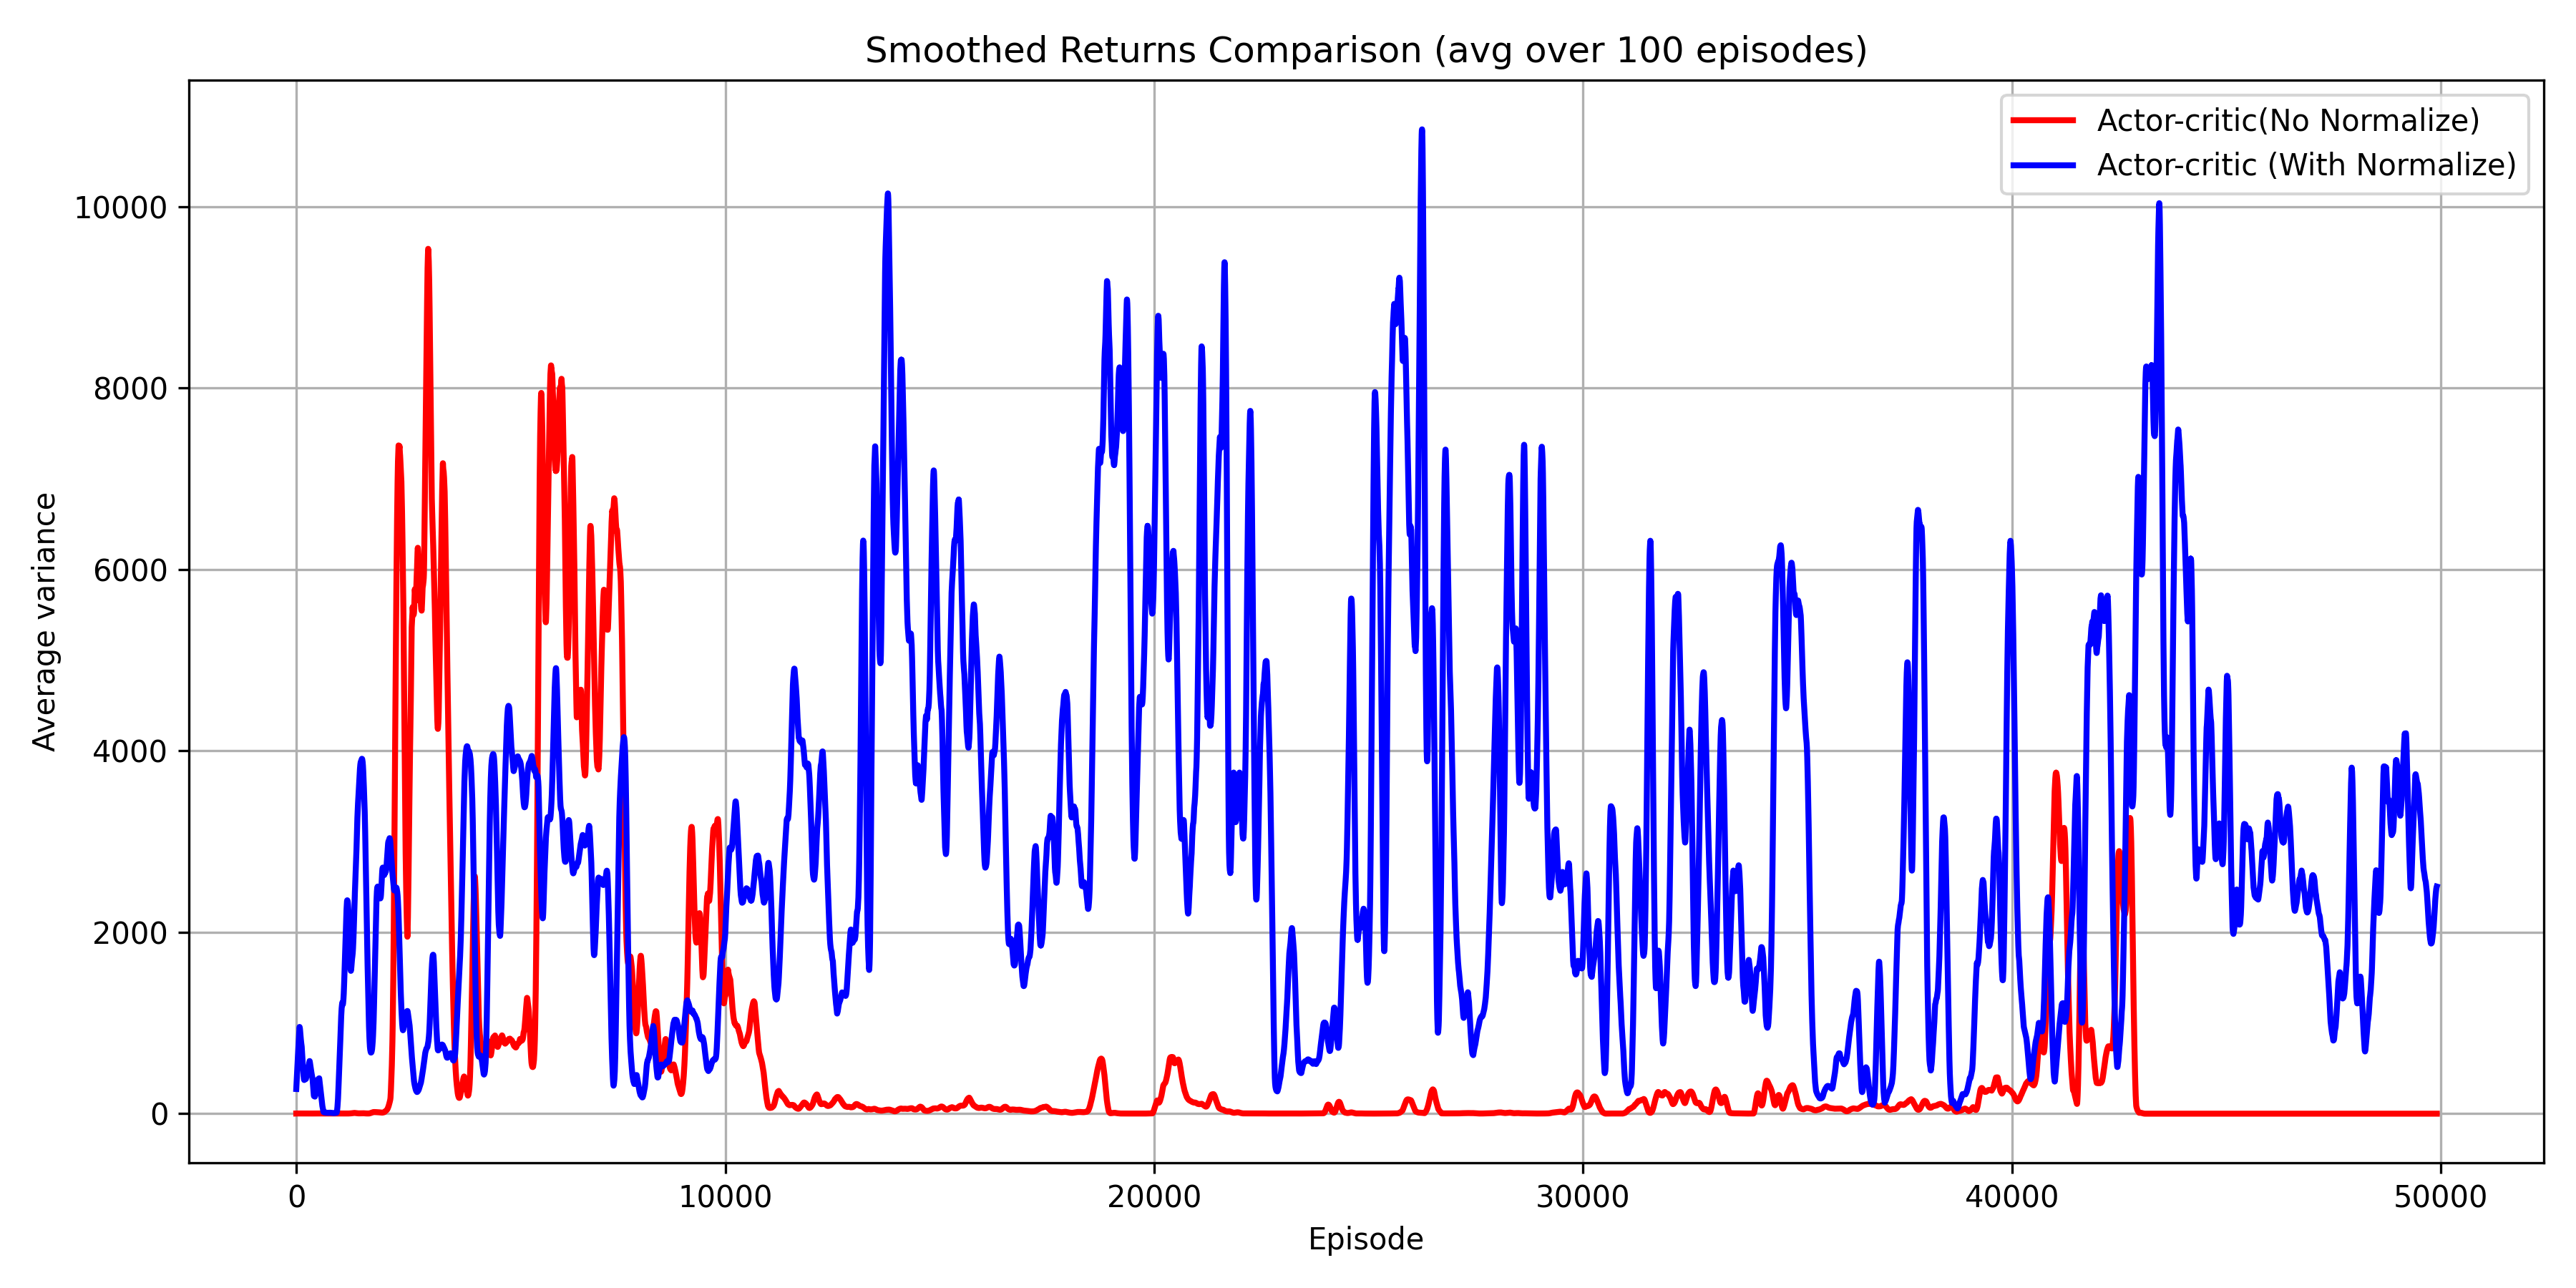 Smoothed Returns Comparison (avg over 100 episodes)
Actor-critic(No Normalize)
Actor-critic (With Normalize)
Average variance
10000
8000
6000
4000
2000
0
0 10000 20000 30000 40000 50000
Episode